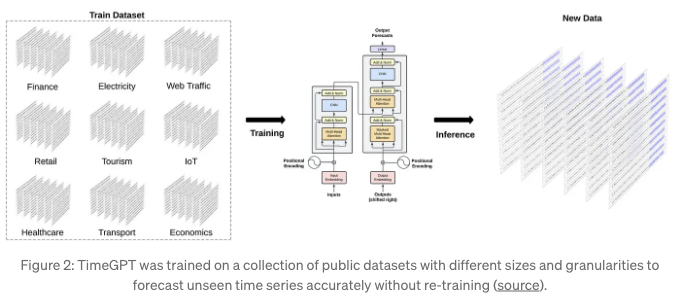 Train Dataset
Finance
Electricity
Web Traffic
Retail
Tourism
IoT
Healthcare
Transport
Economics
Training
Output
Forecasts
Linear
Add & Norm
CNN
Add & Norm
Multi-Head
Attention
Add & Norm
Masked
Multi-Head
Attention
Add & Norm
CNN
Add & Norm
Multi-Head
Attention
Positional
Encoding
Positional
Encoding
Input
Embedding
Output
Embedding
Inputs
Outputs
(shifted right)
Inference
New Data
Figure 2: TimeGPT was trained on a collection of public datasets with different sizes and granularities to
forecast unseen time series accurately without re-training (source).